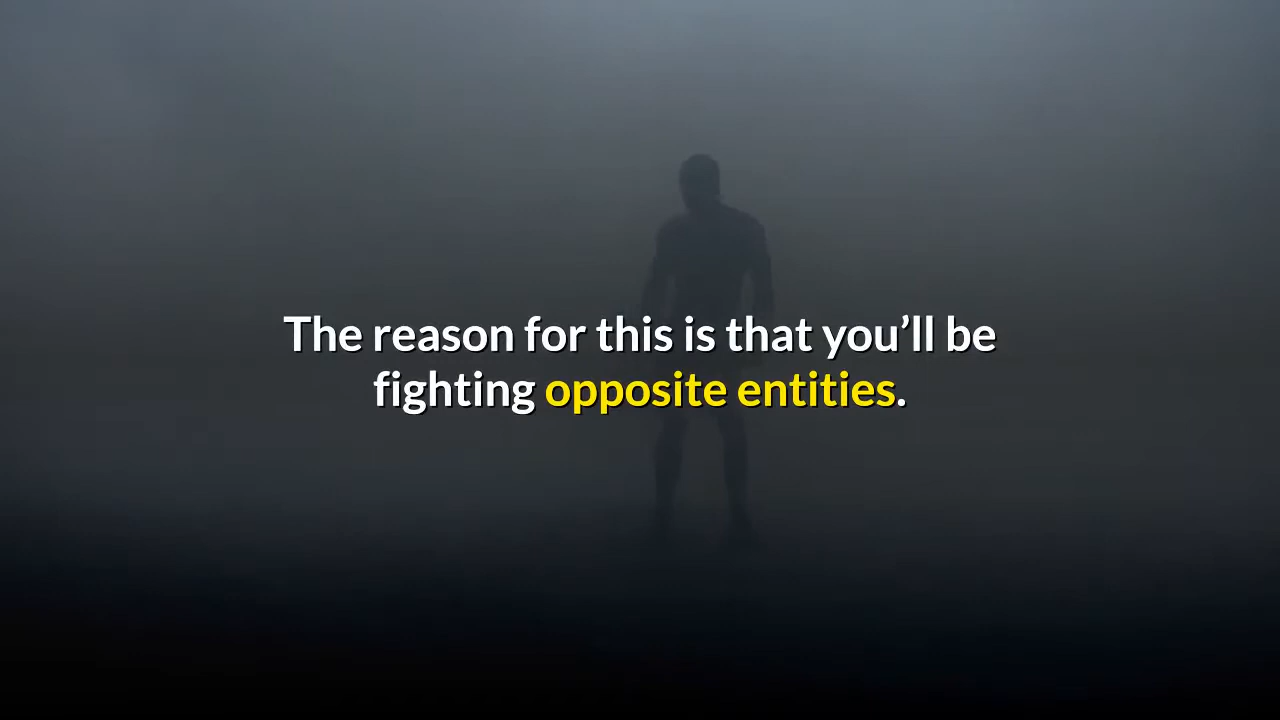 The reason for this is that you’ll be
fighting opposite entities.